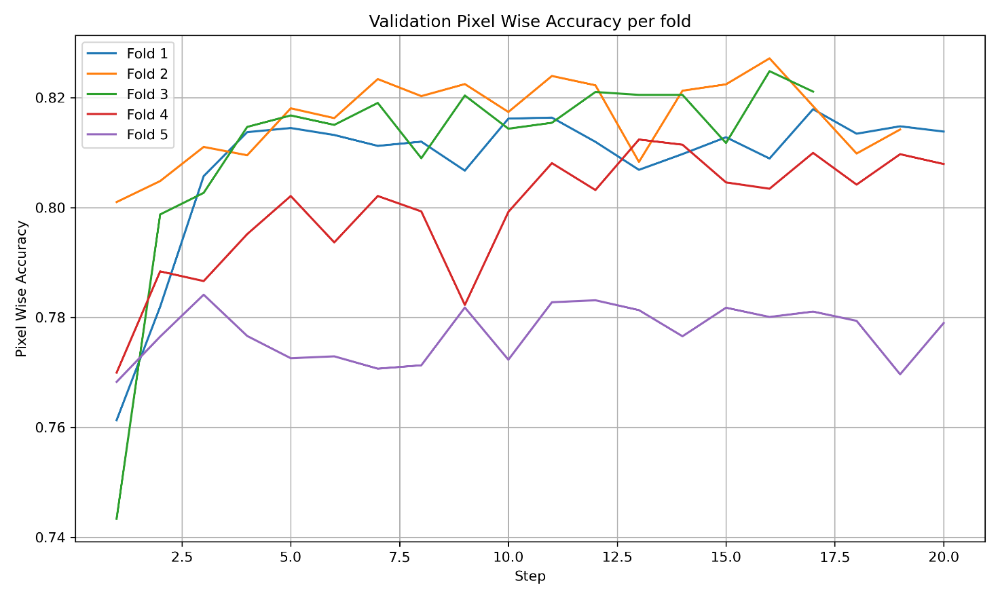 Validation Pixel Wise Accuracy per fold
Fold 1
Fold 2
Fold 3
Fold 4
Fold 5
0.82
0.80
0.78
0.76
0.74
Pixel Wise Accuracy
2.5 5.0 7.5 10.0 12.5 15.0 17.5 20.0
Step